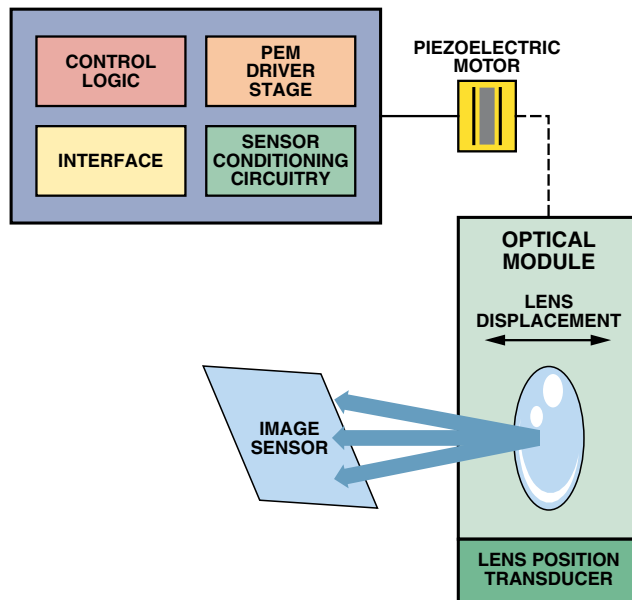 CONTROL
LOGIC
PEM
DRIVER
STAGE
INTERFACE
SENSOR
CONDITIONING
CIRCUITRY
PIEZOELECTRIC
MOTOR
OPTICAL
MODULE
LENS
DISPLACEMENT
IMAGE
SENSOR
LENS POSITION
TRANSDUCER